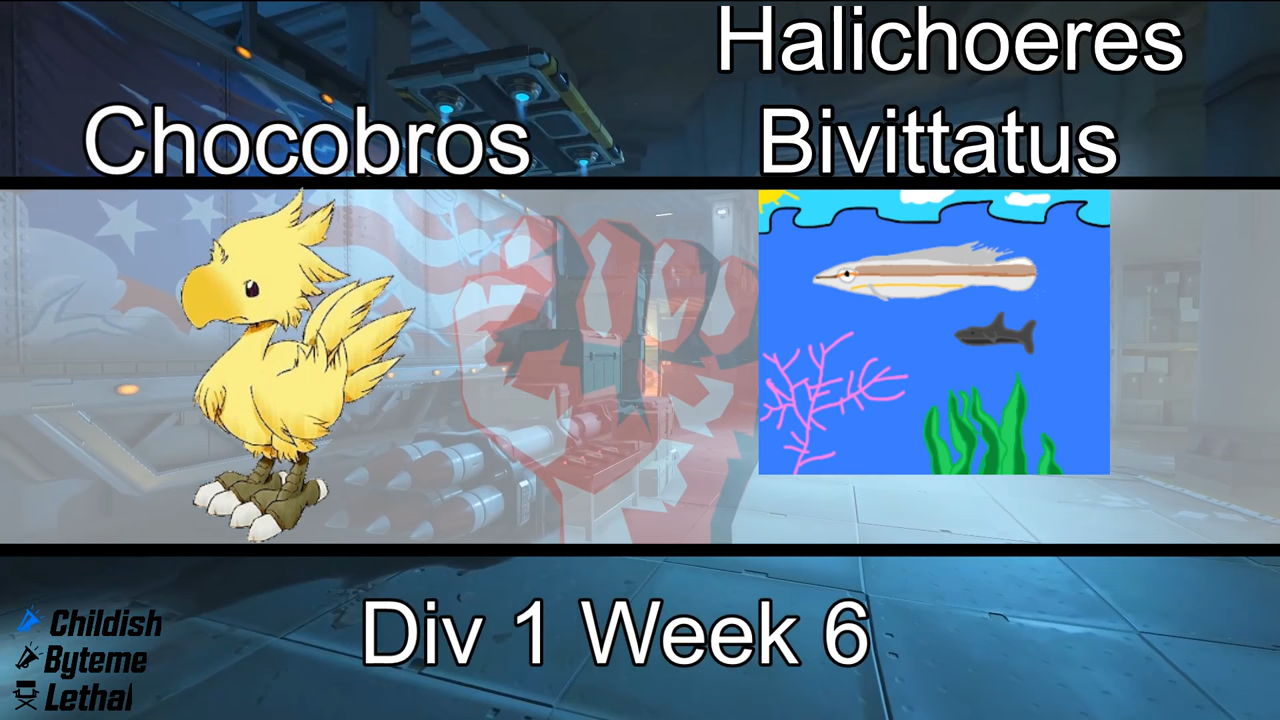 Chocobros
Halichoeres
Bivittatus
Div 1 Week 6
Childish
Byteme
Lethal